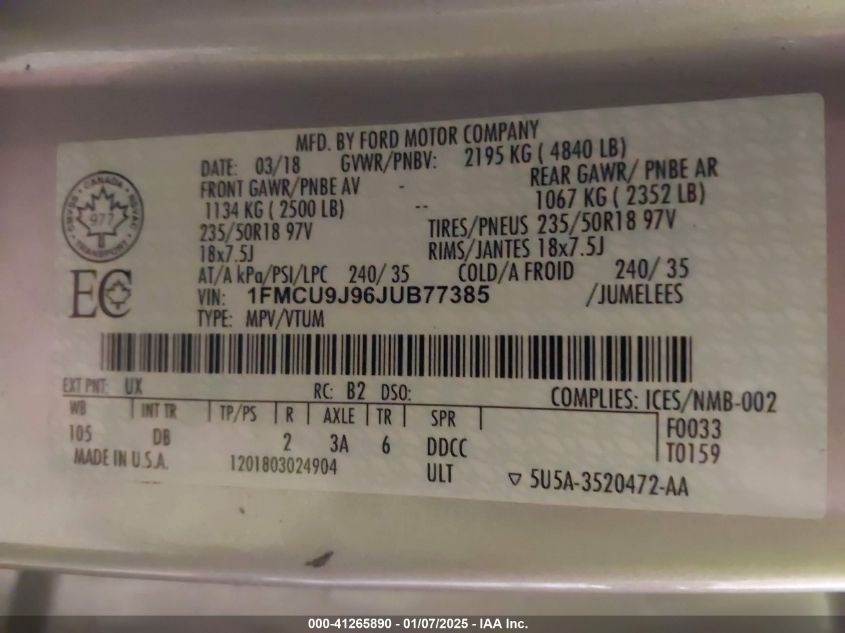 MFD. BY FORD MOTOR COMPANY
DATE: 03/18 GVWR/PNBV: 2195 KG ( 4840 LB)
FRONT GAWR/PNBE AV - REAR GAWR/ PNBE AR
1134 KG ( 2500 LB) -- 1067 KG ( 2352 LB)
235/50R18 97V TIRES/PNEUS 235/50R18 97V
18x7.5J RIMS/JANTES 18x7.5J
AT/A kPa/PSI/LPC 240/ 35 COLD/A FROID 240/ 35
VIN: 1FMCU9J96JUB77385 /JUMELEES
TYPE: MPV/VTUM
CANADA
977
TRANSPORT
EC
EXT PNT: UX RC: B2 DSO: COMPLIES: ICES/NMB-002
WB INT TR TP/PS R AXLE TR SPR F0033
105 DB 2 3A 6 DDCC T0159
MADE IN U.S.A. 1201803024904 ULT ▽ 5U5A-3520472-AA
000-41265890 - 01/07/2025 - IAA Inc.